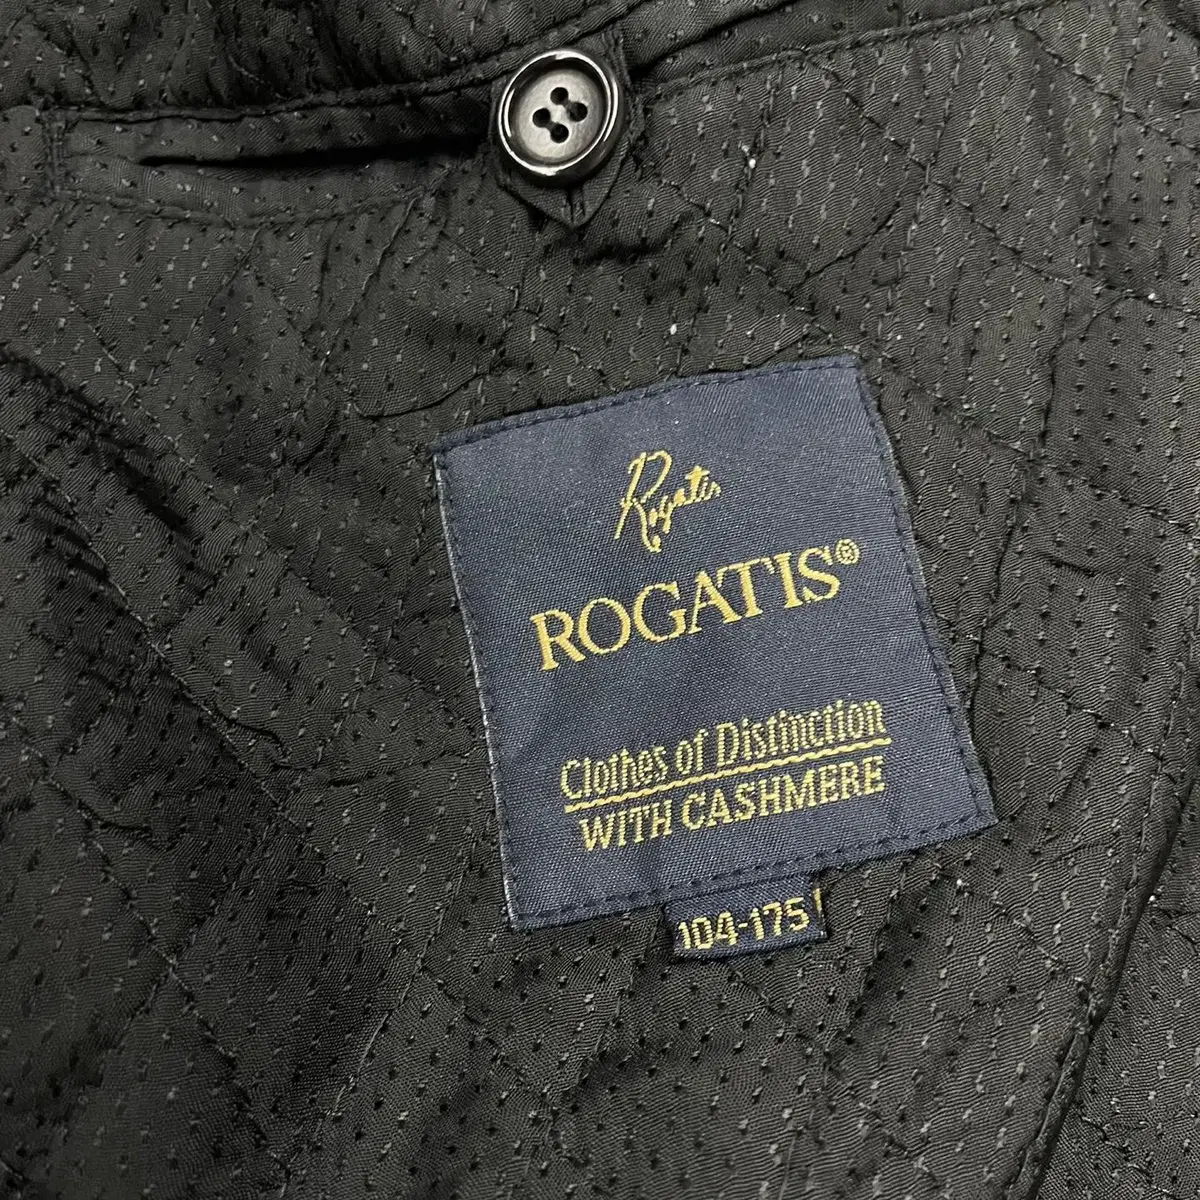 Rogatis
ROGATIS®
Clothes of Distinction
WITH CASHMERE
104-175